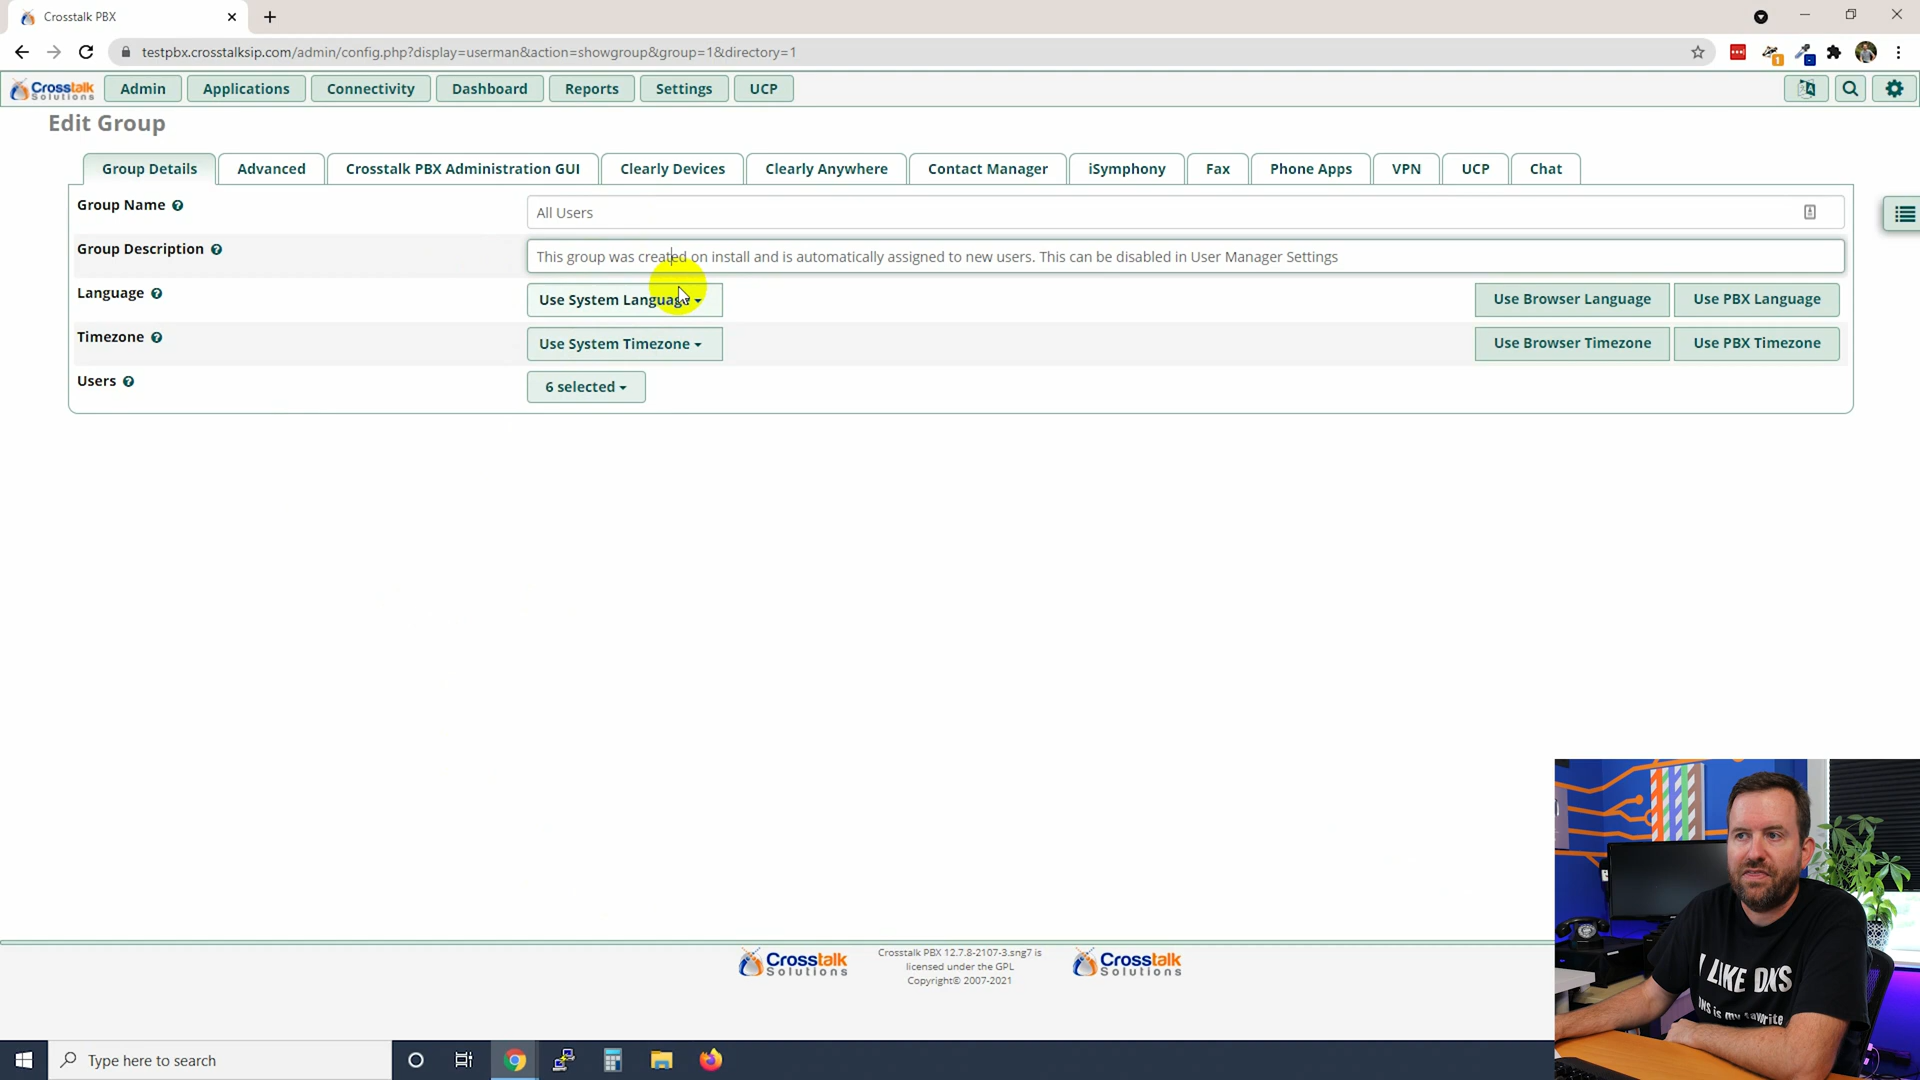 Crosstalk PBX
testpbx.crosstalksip.com/admin/config.php?display=userman&action=showgroup&group=1&directory=1
Crosstalk Solutions Admin Applications Connectivity Dashboard Reports Settings UCP
Edit Group
Group Details Advanced Crosstalk PBX Administration GUI Clearly Devices Clearly Anywhere Contact Manager iSymphony Fax Phone Apps VPN UCP Chat
Group Name All Users
Group Description This group was created on install and is automatically assigned to new users. This can be disabled in User Manager Settings
Language Use System Language Use Browser Language Use PBX Language
Timezone Use System Timezone Use Browser Timezone Use PBX Timezone
Users 6 selected
Crosstalk Solutions
Crosstalk PBX 12.7.8-2107-3.sng7 is
licensed under the GPL
Copyright© 2007-2021
Crosstalk Solutions
I LIKE DNS
DNS is my favorite
Type here to search